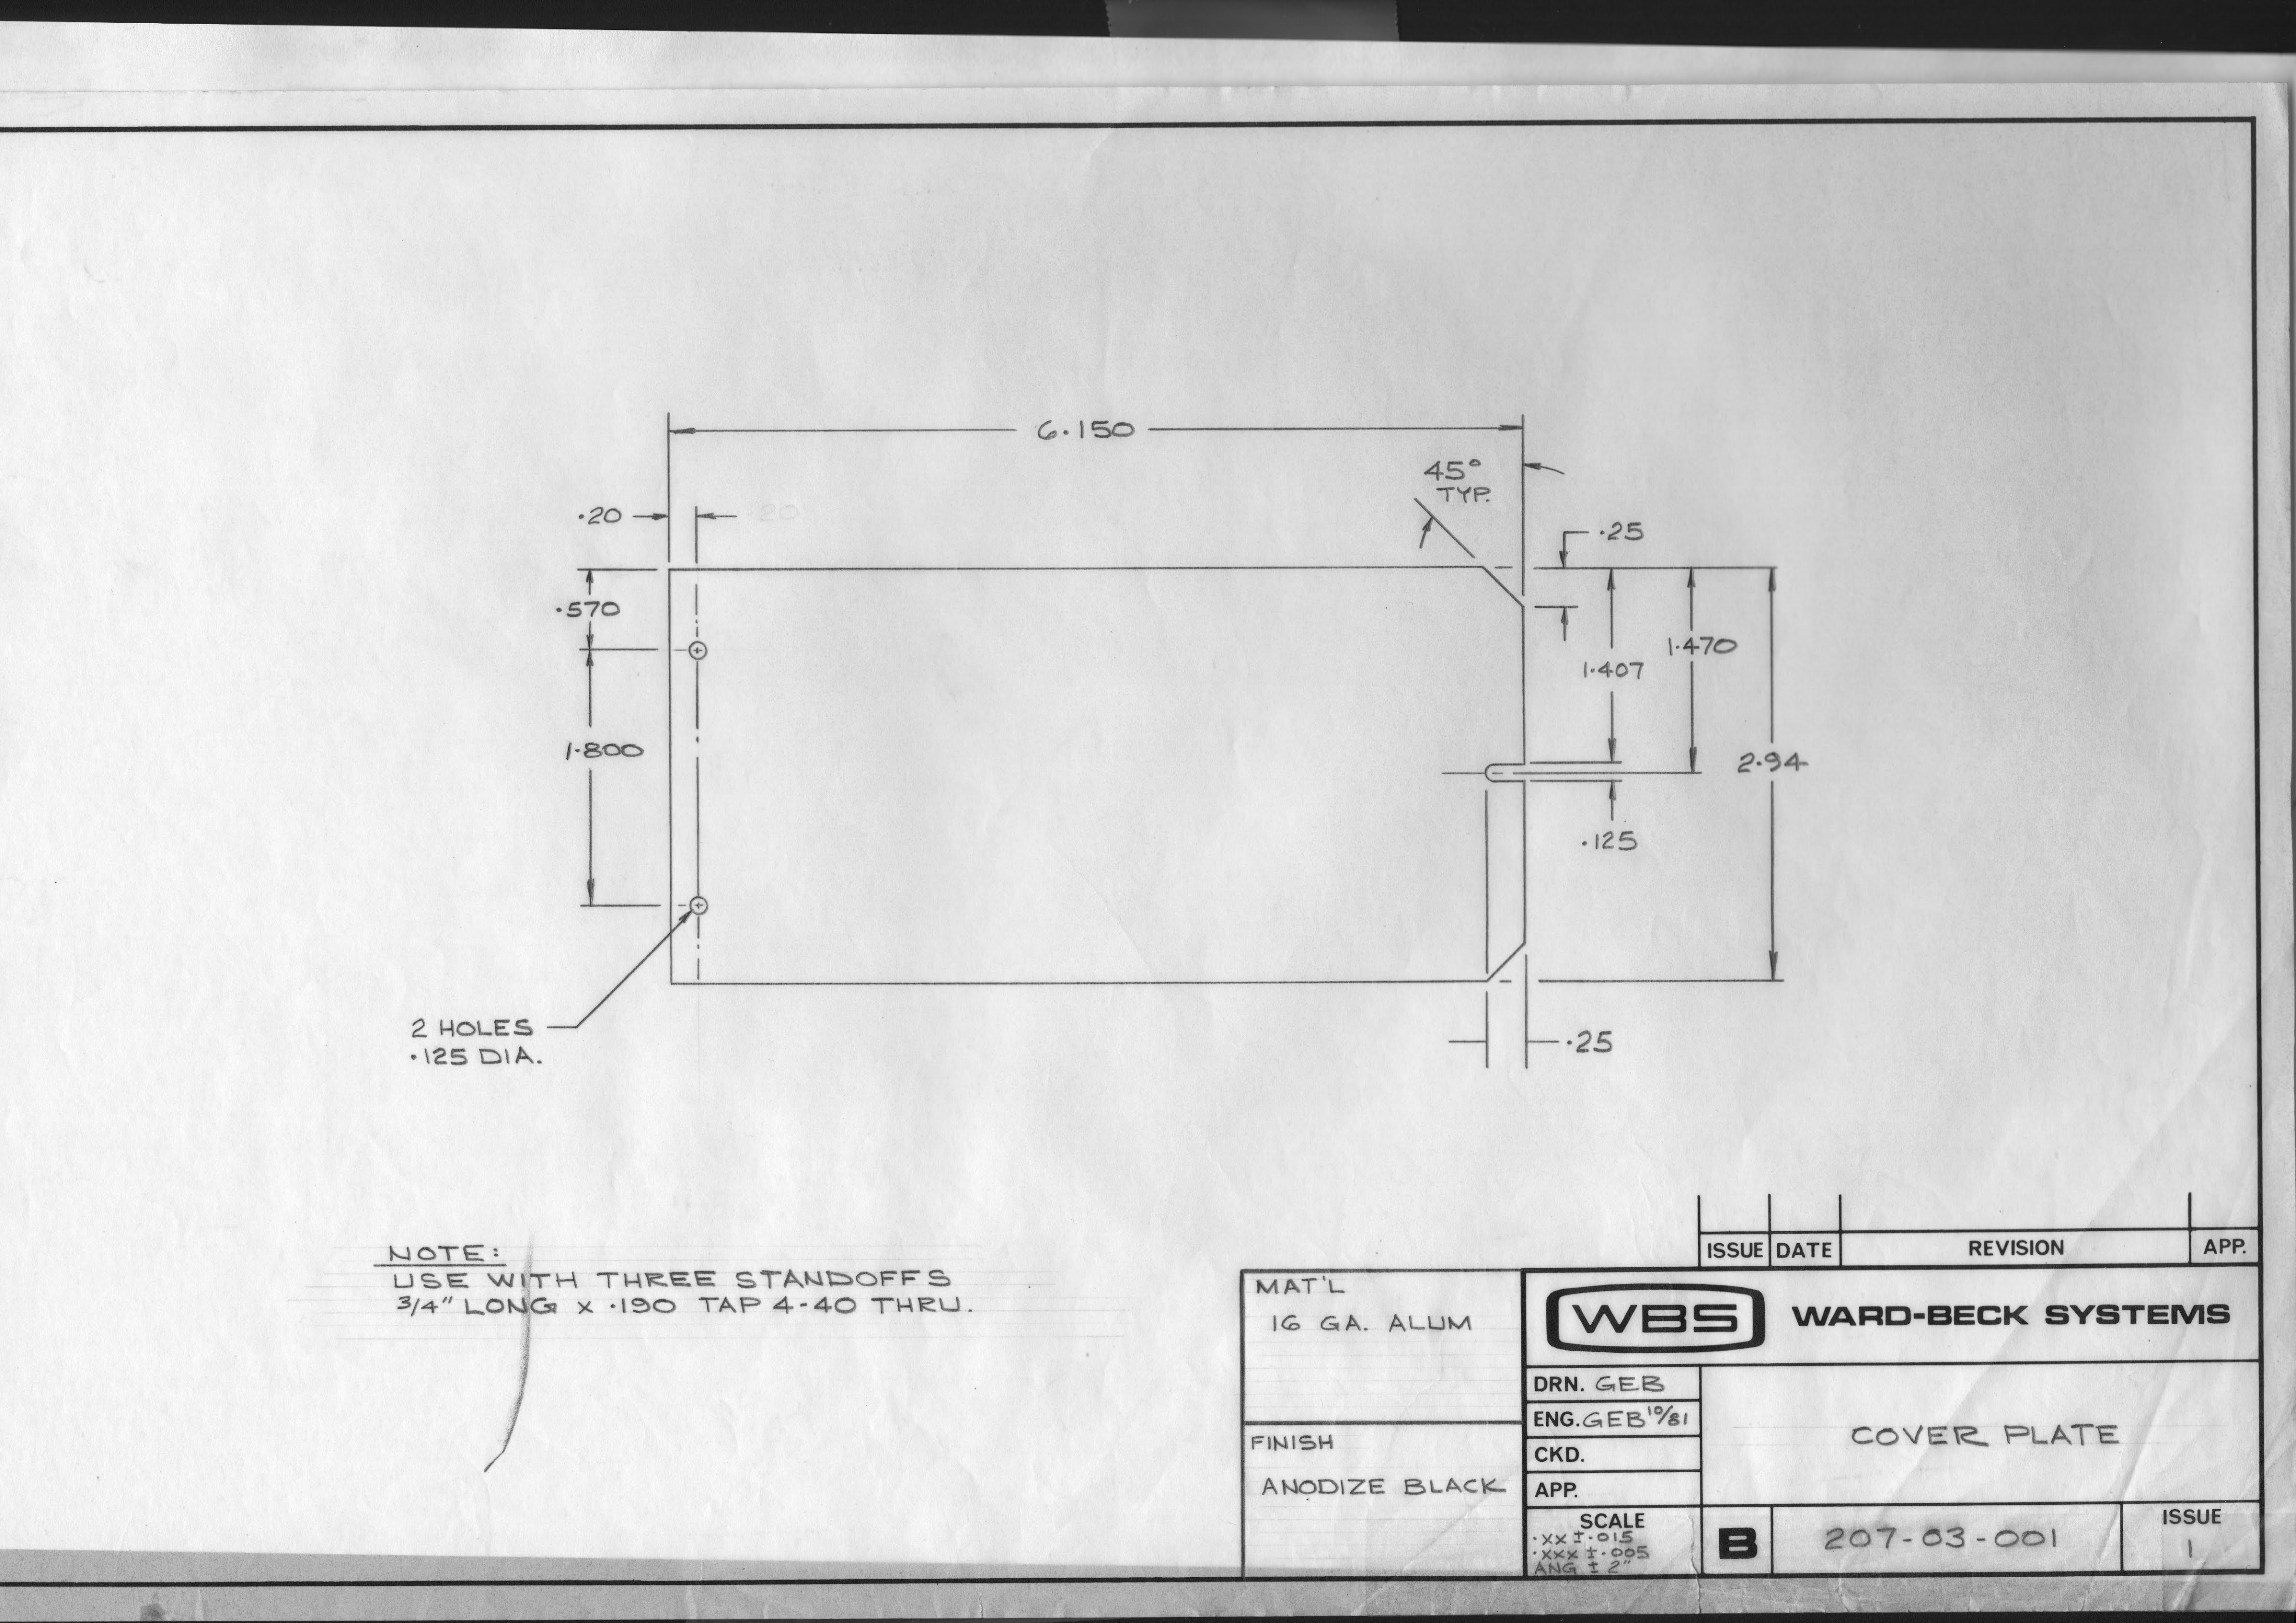 6.150
45°
TYP.
.20
.20
.25
.570
1.470
1.407
1.800
2.94
.125
2 HOLES
.125 DIA.
.25
NOTE:
USE WITH THREE STANDOFFS
3/4" LONG x .190 TAP 4-40 THRU.
ISSUE DATE REVISION APP.
MAT'L
16 GA. ALUM
WBS WARD-BECK SYSTEMS
DRN. GEB
ENG. GEB 10/81
CKD.
APP.
COVER PLATE
FINISH
ANODIZE BLACK
SCALE
.XX ±.015
.XXX ±.005
ANG ± 2°
B
207-03-001
ISSUE
1